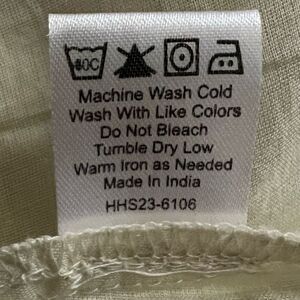 40C
Machine Wash Cold
Wash With Like Colors
Do Not Bleach
Tumble Dry Low
Warm Iron as Needed
Made In India
HHS23-6106